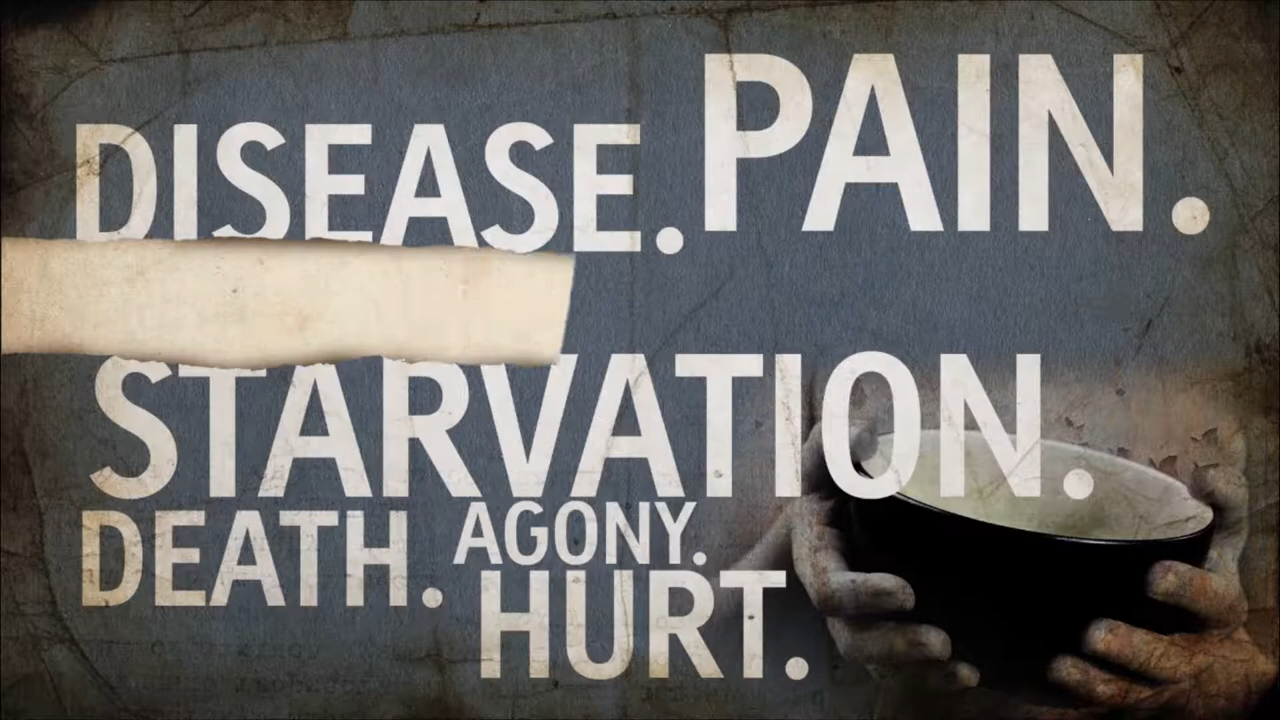 DISEASE. PAIN.
STARVATION.
DEATH. AGONY.
HURT.